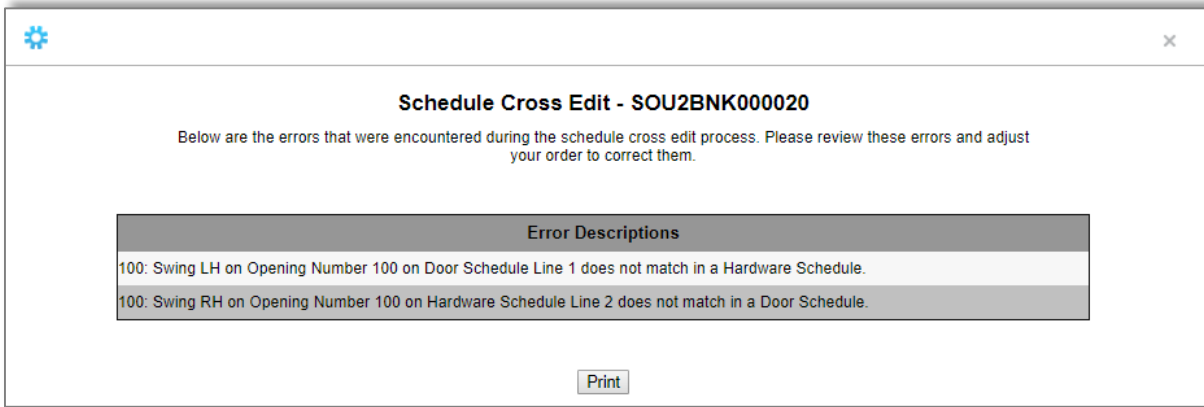 Schedule Cross Edit - SOU2BNK000020
Below are the errors that were encountered during the schedule cross edit process. Please review these errors and adjust
your order to correct them.
Error Descriptions
100: Swing LH on Opening Number 100 on Door Schedule Line 1 does not match in a Hardware Schedule.
100: Swing RH on Opening Number 100 on Hardware Schedule Line 2 does not match in a Door Schedule.
Print